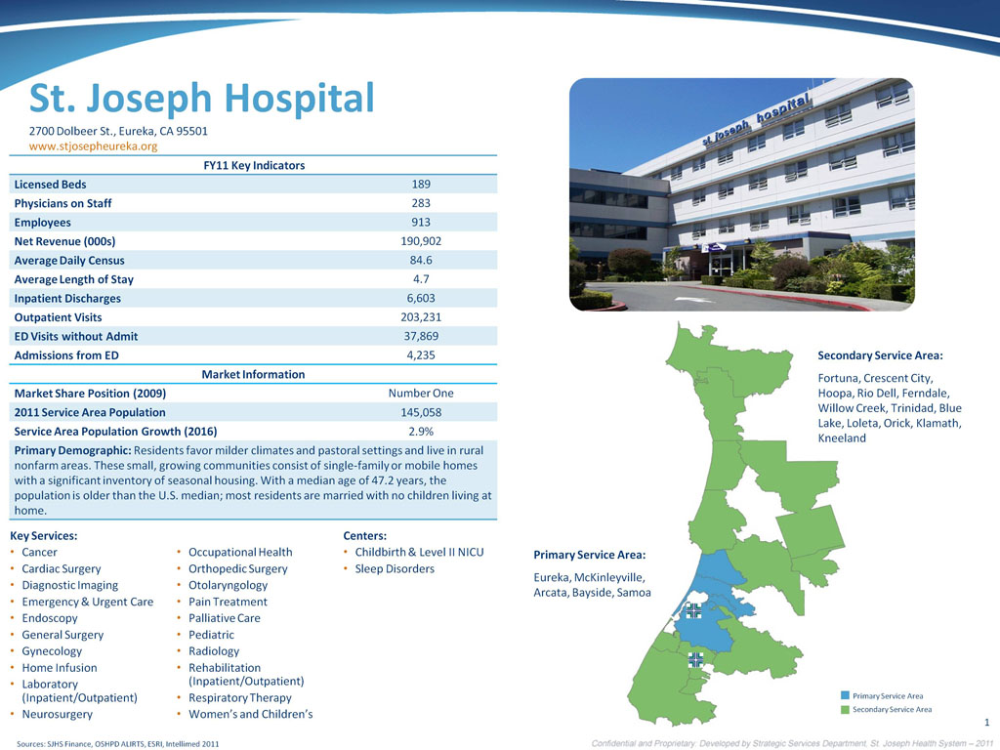 St. Joseph Hospital
2700 Dolbeer St., Eureka, CA 95501
www.stjosepheureka.org
FY11 Key Indicators
Licensed Beds 189
Physicians on Staff 283
Employees 913
Net Revenue (000s) 190,902
Average Daily Census 84.6
Average Length of Stay 4.7
Inpatient Discharges 6,603
Outpatient Visits 203,231
ED Visits without Admit 37,869
Admissions from ED 4,235
Market Information
Market Share Position (2009) Number One
2011 Service Area Population 145,058
Service Area Population Growth (2016) 2.9%
Primary Demographic: Residents favor milder climates and pastoral settings and live in rural
nonfarm areas. These small, growing communities consist of single-family or mobile homes
with a significant inventory of seasonal housing. With a median age of 47.2 years, the
population is older than the U.S. median; most residents are married with no children living at
home.
Key Services:
• Cancer
• Cardiac Surgery
• Diagnostic Imaging
• Emergency & Urgent Care
• Endoscopy
• General Surgery
• Gynecology
• Home Infusion
• Laboratory
(Inpatient/Outpatient)
• Neurosurgery
• Occupational Health
• Orthopedic Surgery
• Otolaryngology
• Pain Treatment
• Palliative Care
• Pediatric
• Radiology
• Rehabilitation
(Inpatient/Outpatient)
• Respiratory Therapy
• Women's and Children's
Centers:
• Childbirth & Level II NICU
• Sleep Disorders
st. joseph hospital
Secondary Service Area:
Fortuna, Crescent City,
Hoopa, Rio Dell, Ferndale,
Willow Creek, Trinidad, Blue
Lake, Loleta, Orick, Klamath,
Kneeland
Primary Service Area:
Eureka, McKinleyville,
Arcata, Bayside, Samoa
Primary Service Area
Secondary Service Area
1
Sources: SJHS Finance, OSHPD ALIRTS, ESRI, Intellimed 2011
Confidential and Proprietary: Developed by Strategic Services Department, St. Joseph Health System – 2011